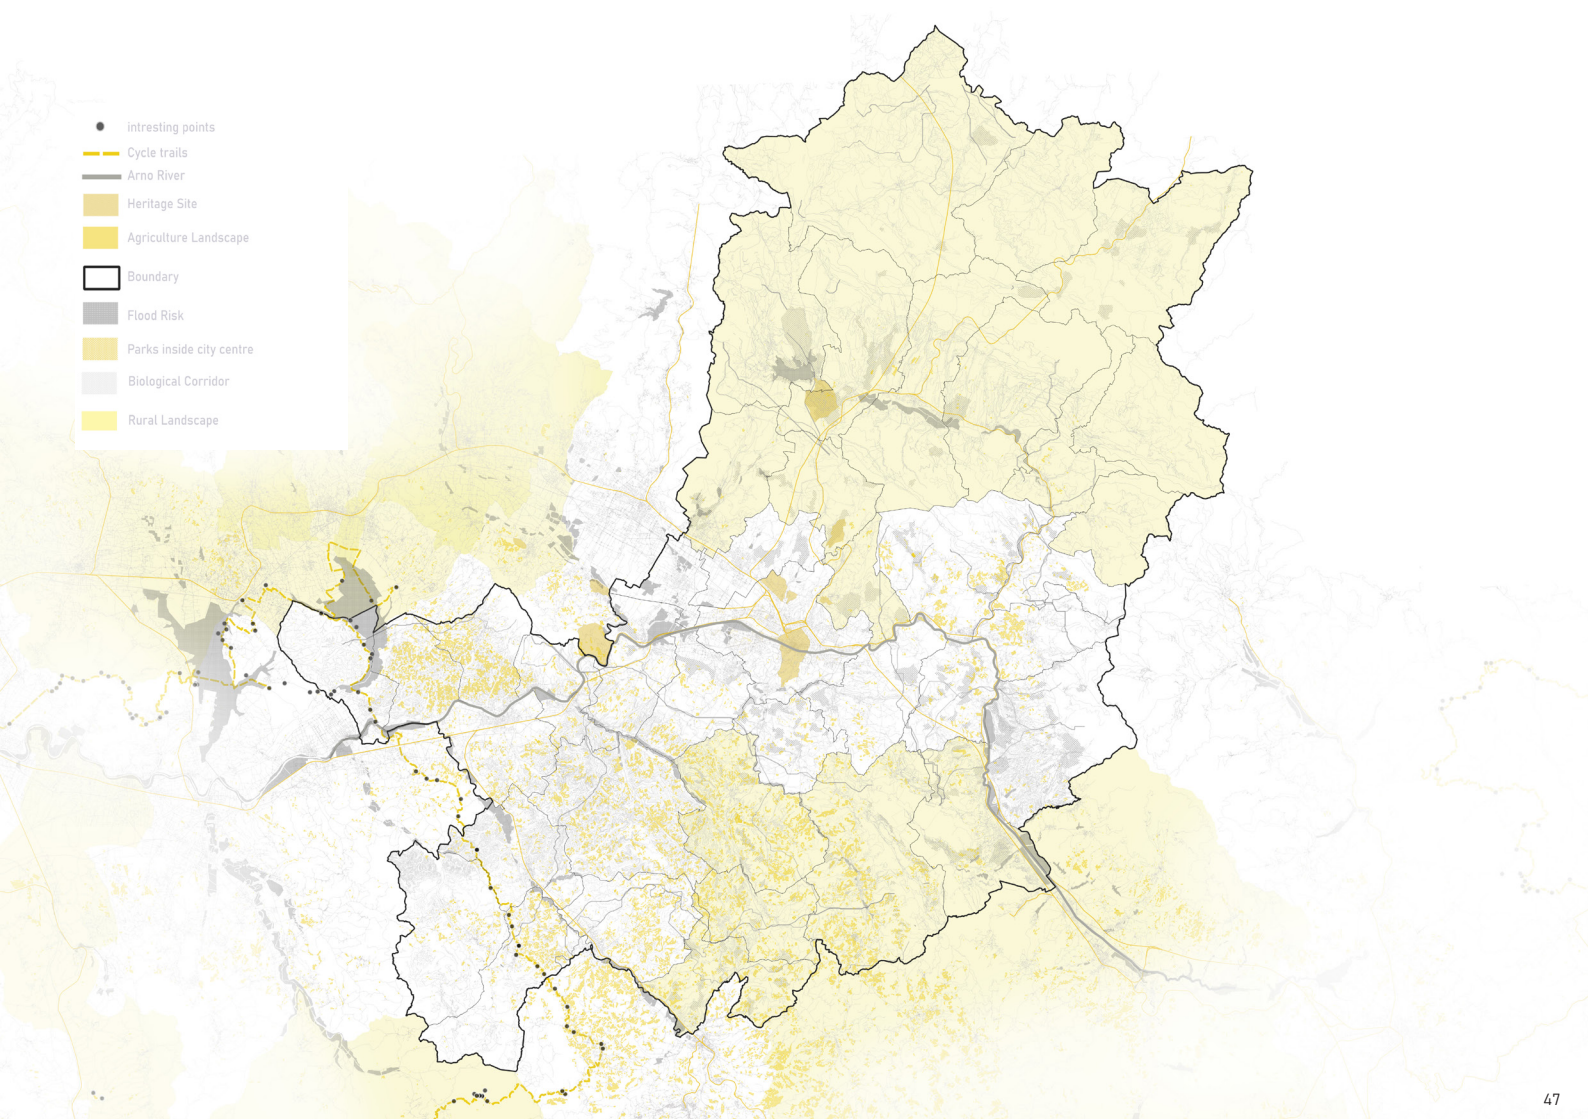 intresting points
Cycle trails
Arno River
Heritage Site
Agriculture Landscape
Boundary
Flood Risk
Parks inside city centre
Biological Corridor
Rural Landscape
47